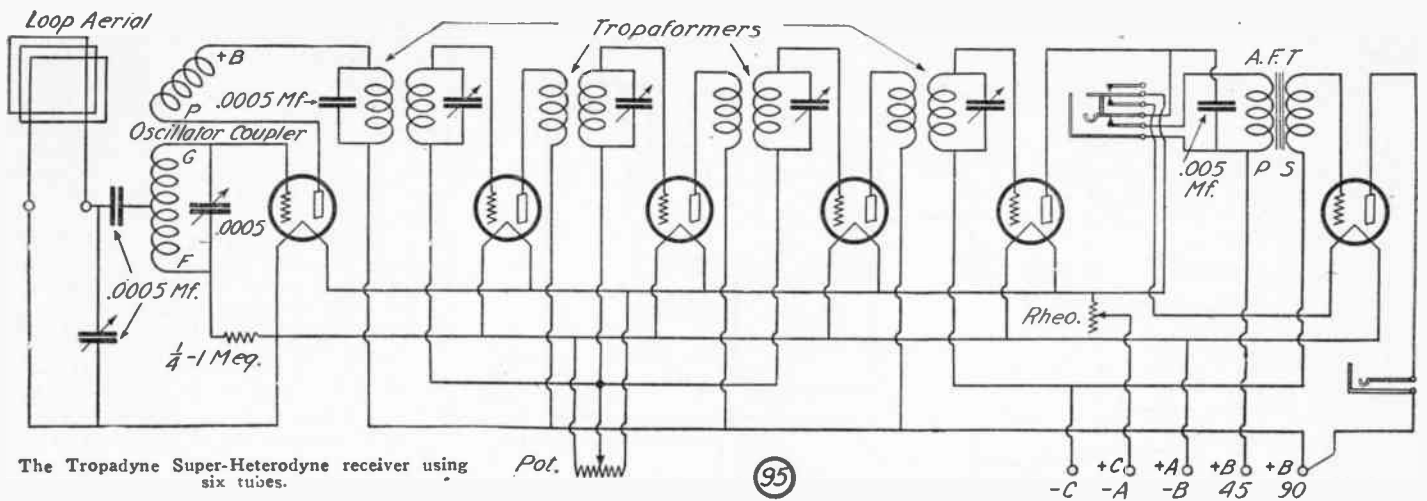 Loop Aerial
+B
P
Oscillator Coupler
G
F
.0005
.0005 Mf.
1/4 - 1 Meg.
.0005 Mf
Tropaformers
A.F.T
.005
Mf.
P S
Rheo.
Pot.
The Tropadyne Super-Heterodyne receiver using
six tubes.
95
+C +A +B +B
-C -A -B 45 90